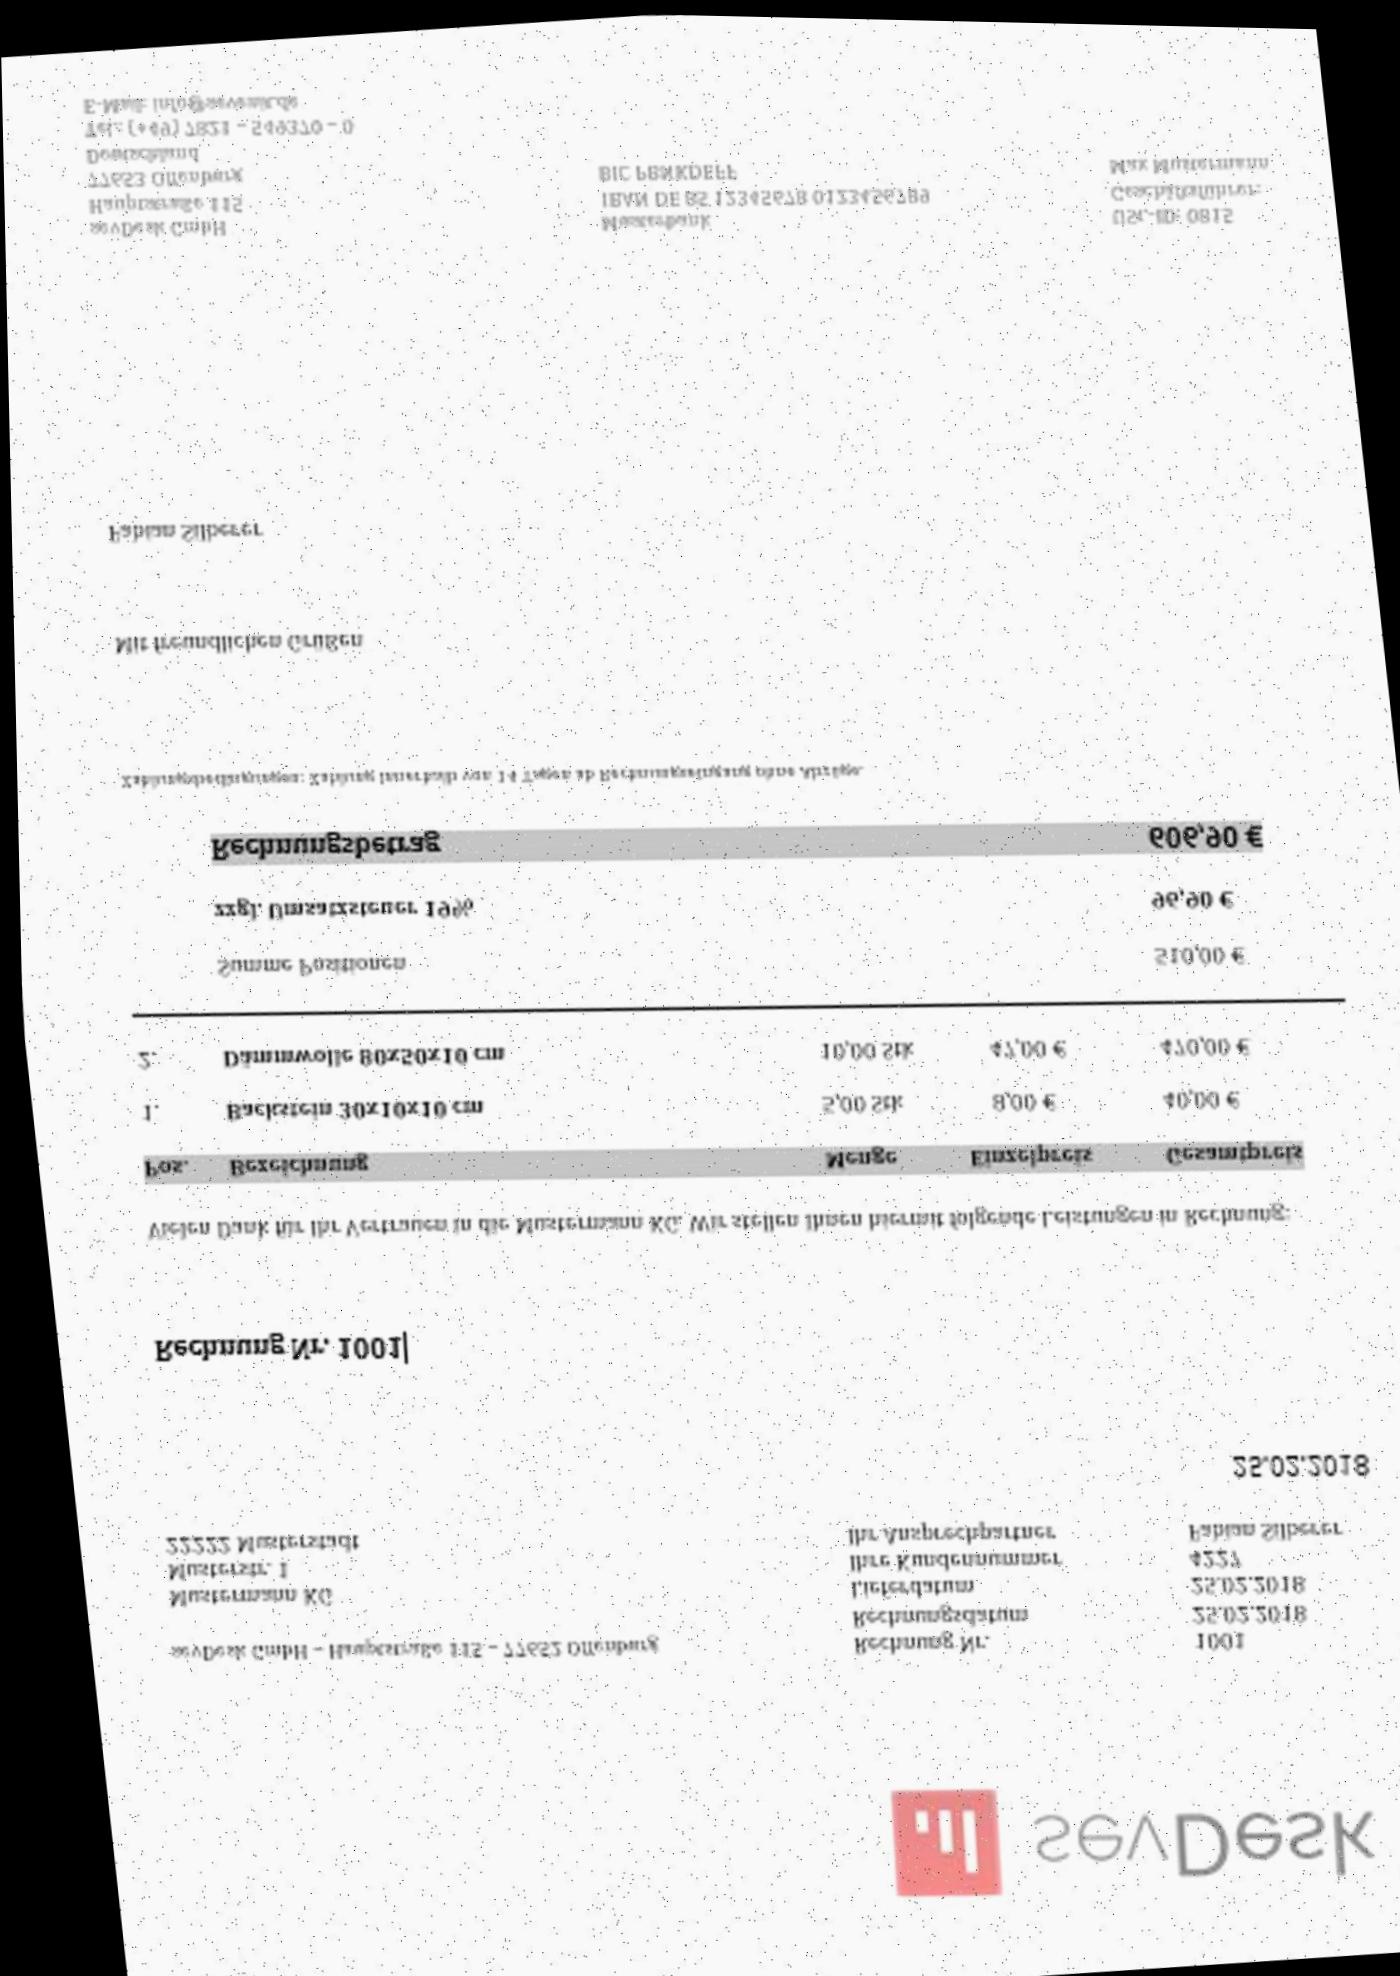 sevDesk
sevDesk GmbH – Hauptstraße 115 – 77652 Offenburg
Mustermann KG
Musterstr. 1
22222 Musterstadt
Rechnung Nr. 1001
Rechnungsdatum 25.02.2018
Lieferdatum 25.02.2018
Ihre Kundennummer 4227
Ihr Ansprechpartner Fabian Silberer
25.02.2018
Rechnung Nr. 1001
Vielen Dank für Ihr Vertrauen in die Mustermann KG. Wir stellen Ihnen hiermit folgende Leistungen in Rechnung:
Pos. Bezeichnung Menge Einzelpreis Gesamtpreis
1. Backstein 30x10x10 cm 5,00 Stk 8,00 € 40,00 €
2. Dämmwolle 80x50x10 cm 10,00 Stk 47,00 € 470,00 €
Summe Positionen 510,00 €
zzgl. Umsatzsteuer 19% 96,90 €
Rechnungsbetrag 606,90 €
Zahlungsbedingungen: Zahlung innerhalb von 14 Tagen ab Rechnungseingang ohne Abzüge.
Mit freundlichen Grüßen
Fabian Silberer
sevDesk GmbH
Hauptstraße 115
77653 Offenburg
Deutschland
Tel.: (+49) 7821 – 549370 – 0
E-Mail:
Musterbank
IBAN DE 85 12345678 0123456789
BIC PBNKDEFF
USt.-ID: 0815
Geschäftsführer:
Max Mustermann